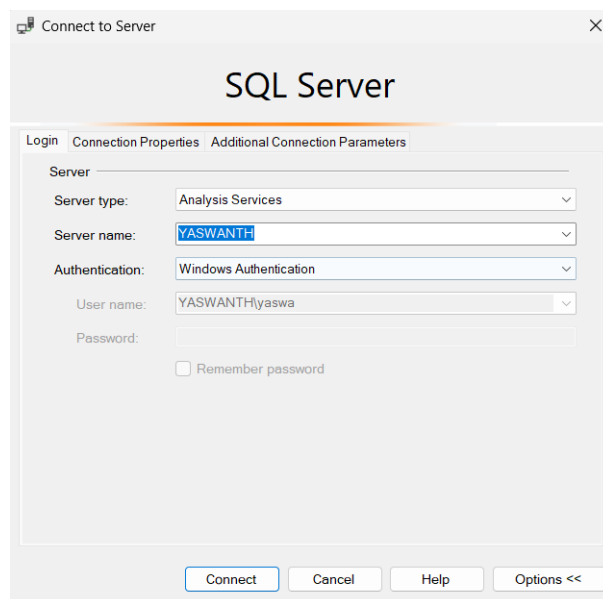 Connect to Server
SQL Server
Login Connection Properties Additional Connection Parameters
Server
Server type: Analysis Services
Server name: YASWANTH
Authentication: Windows Authentication
User name: YASWANTH\yaswa
Password:
Remember password
Connect Cancel Help Options <<